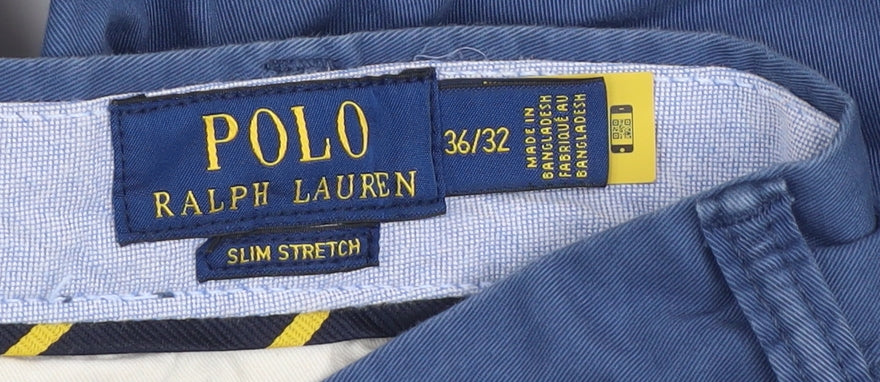 POLO
RALPH LAUREN
SLIM STRETCH
36/32
MADE IN
BANGLADESH
FABRIQUÉ AU
BANGLADESH